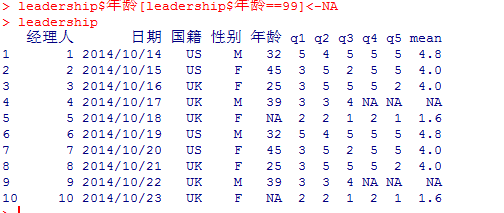 > leadership$年龄[leadership$年龄==99]<-NA
> leadership
经理人 日期 国籍 性别 年龄 q1 q2 q3 q4 q5 mean
1 1 2014/10/14 US M 32 5 4 5 5 5 4.8
2 2 2014/10/15 US F 45 3 5 2 5 5 4.0
3 3 2014/10/16 UK F 25 3 5 5 5 2 4.0
4 4 2014/10/17 UK M 39 3 3 4 NA NA NA
5 5 2014/10/18 UK F NA 2 2 1 2 1 1.6
6 6 2014/10/19 US M 32 5 4 5 5 5 4.8
7 7 2014/10/20 US F 45 3 5 2 5 5 4.0
8 8 2014/10/21 UK F 25 3 5 5 5 2 4.0
9 9 2014/10/22 UK M 39 3 3 4 NA NA NA
10 10 2014/10/23 UK F NA 2 2 1 2 1 1.6
>